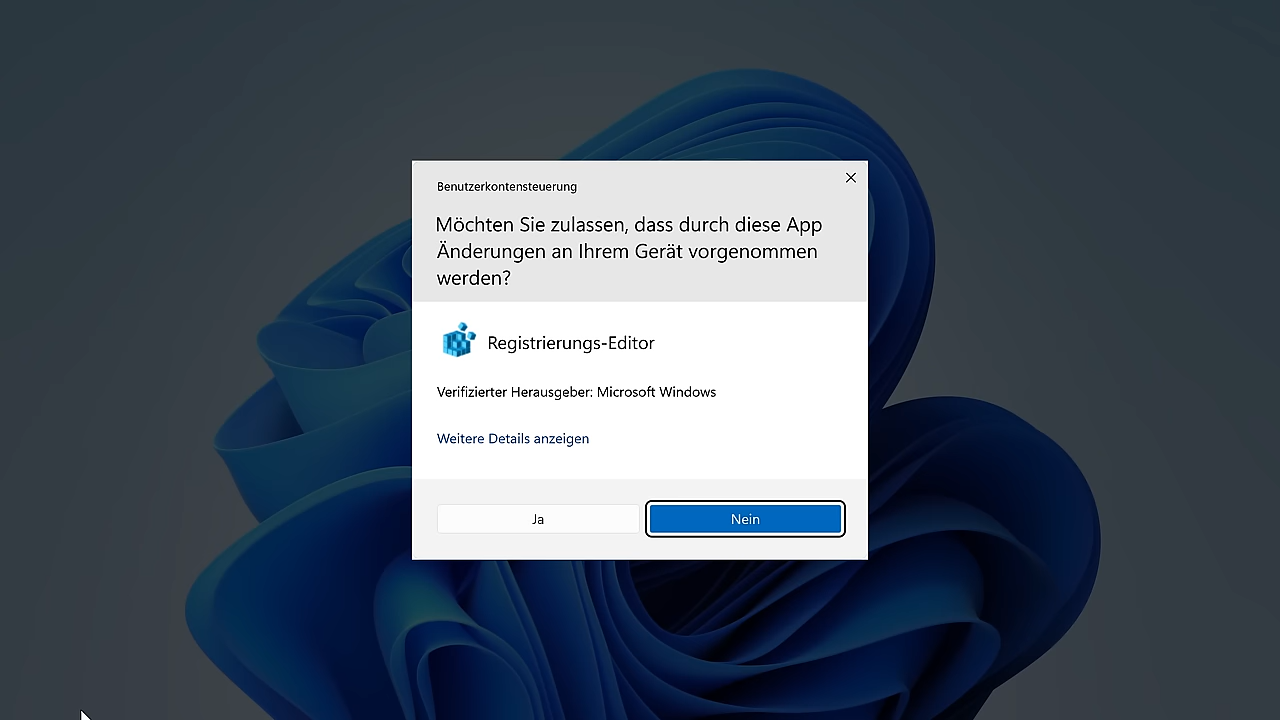 Benutzerkontensteuerung
Möchten Sie zulassen, dass durch diese App
Änderungen an Ihrem Gerät vorgenommen
werden?
Registrierungs-Editor
Verifizierter Herausgeber: Microsoft Windows
Weitere Details anzeigen
Ja
Nein